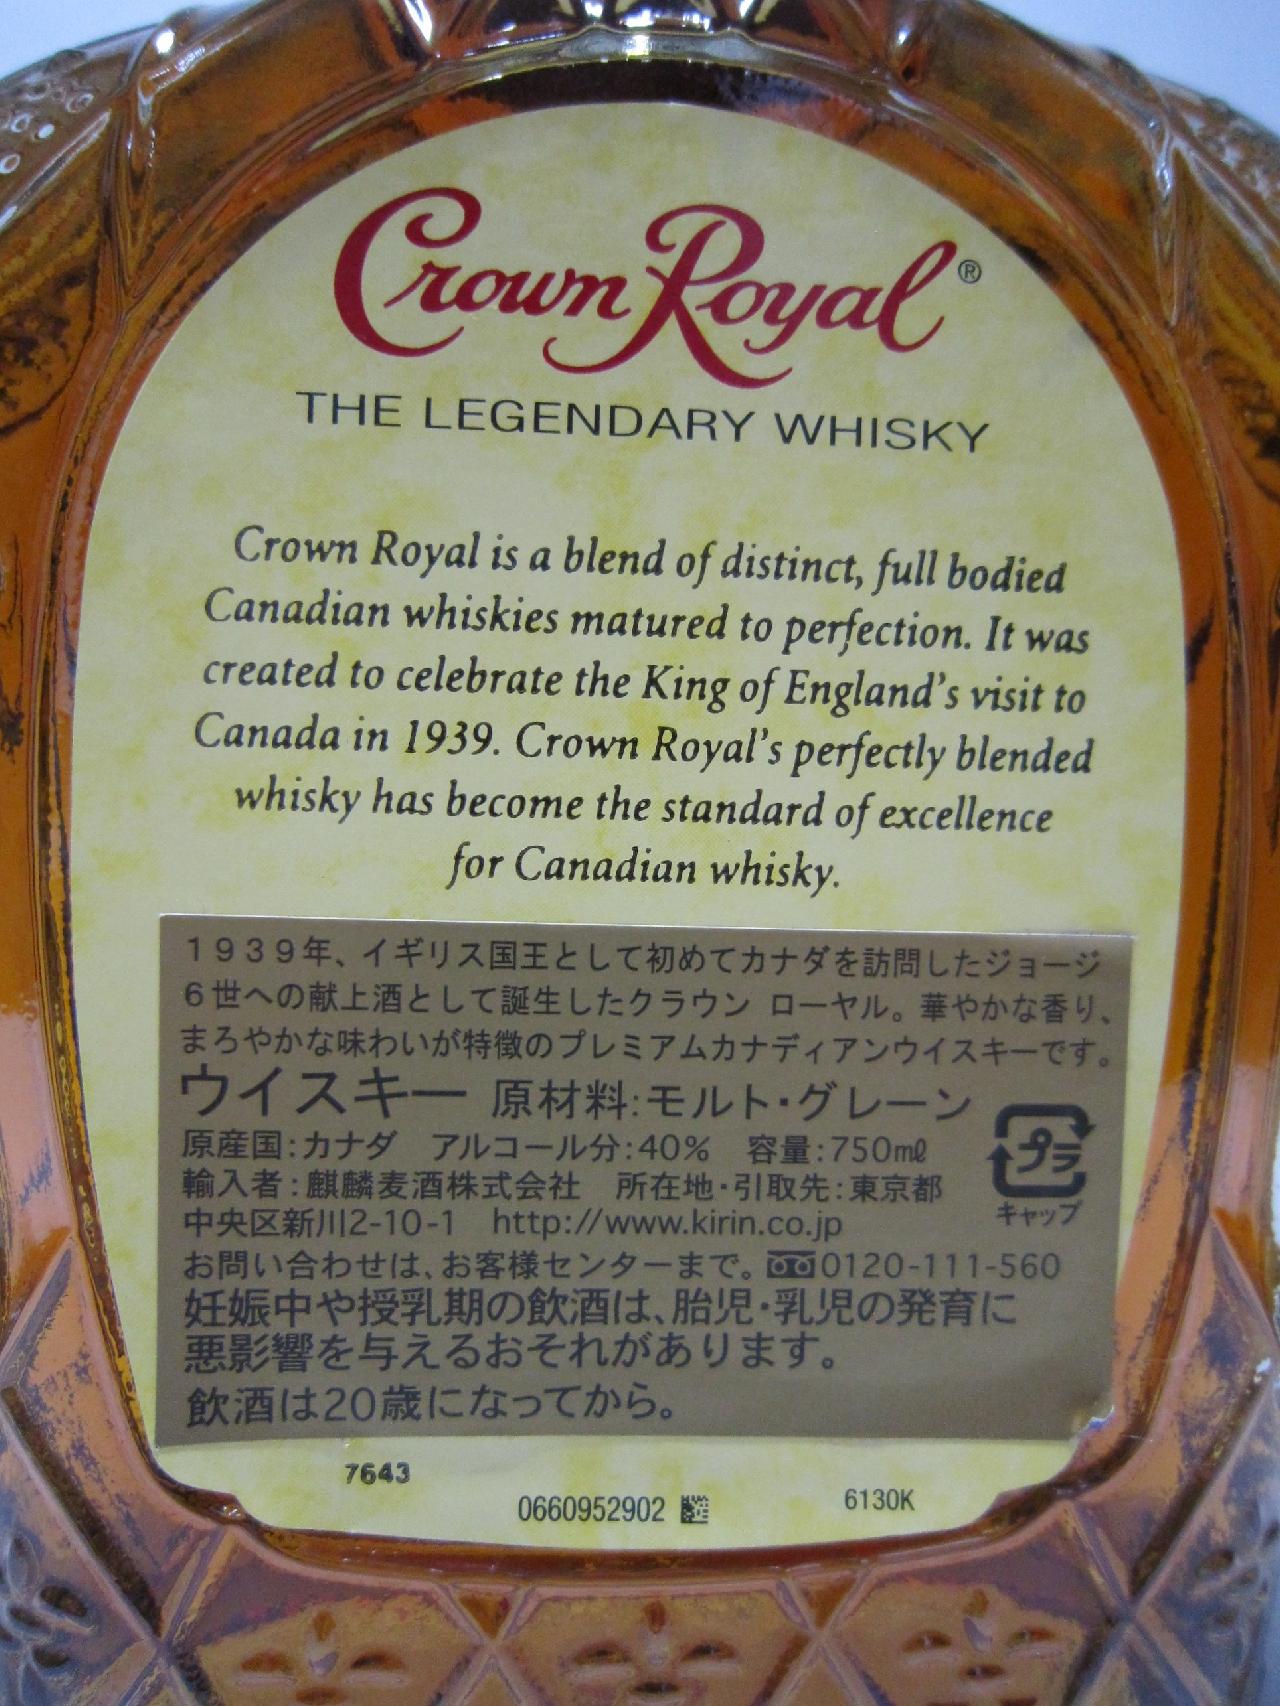 Crown Royal®
THE LEGENDARY WHISKY
Crown Royal is a blend of distinct, full bodied
Canadian whiskies matured to perfection. It was
created to celebrate the King of England's visit to
Canada in 1939. Crown Royal's perfectly blended
whisky has become the standard of excellence
for Canadian whisky.
1939年、イギリス国王として初めてカナダを訪問したジョージ
6世への献上酒として誕生したクラウン ローヤル。華やかな香り、
まろやかな味わいが特徴のプレミアムカナディアンウイスキーです。
ウイスキー 原材料:モルト・グレーン
原産国:カナダ アルコール分:40% 容量:750㎖
輸入者:麒麟麦酒株式会社 所在地・引取先:東京都
中央区新川2-10-1 http://www.kirin.co.jp
プラ
キャップ
お問い合わせは、お客様センターまで。0120-111-560
妊娠中や授乳期の飲酒は、胎児・乳児の発育に
悪影響を与えるおそれがあります。
飲酒は20歳になってから。
7643
0660952902
6130K